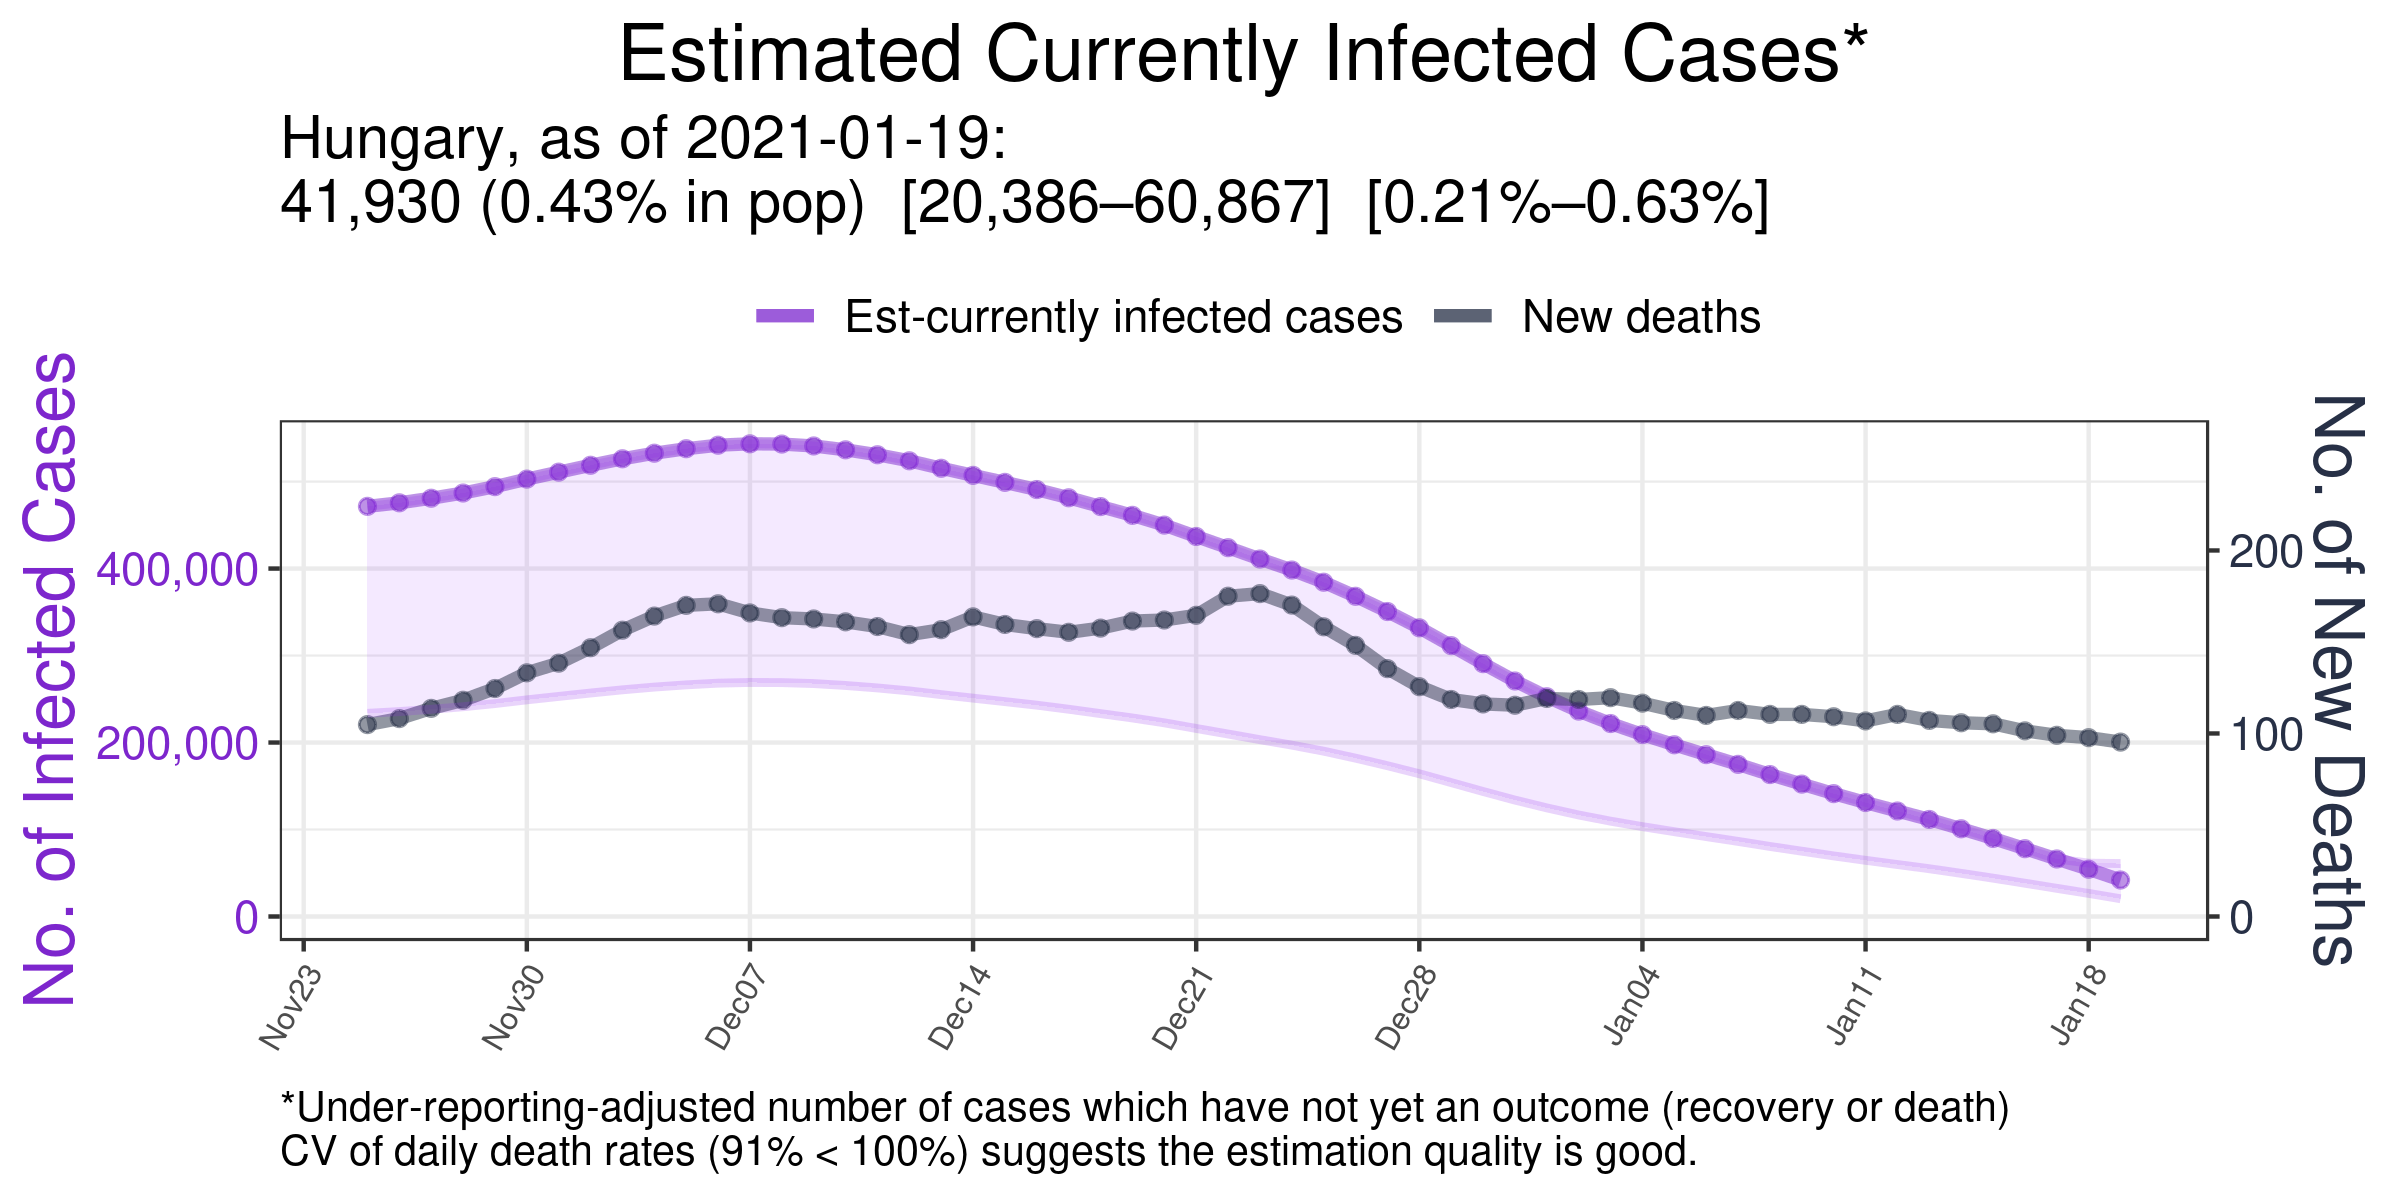 Estimated Currently Infected Cases*
Hungary, as of 2021-01-19:
41,930 (0.43% in pop)  [20,386–60,867]  [0.21%–0.63%]
Est-currently infected cases
New deaths
No. of Infected Cases
400,000
200,000
0
200
100
0
No. of New Deaths
Nov23
Nov30
Dec07
Dec14
Dec21
Dec28
Jan04
Jan11
Jan18
*Under-reporting-adjusted number of cases which have not yet an outcome (recovery or death)
CV of daily death rates (91% < 100%) suggests the estimation quality is good.